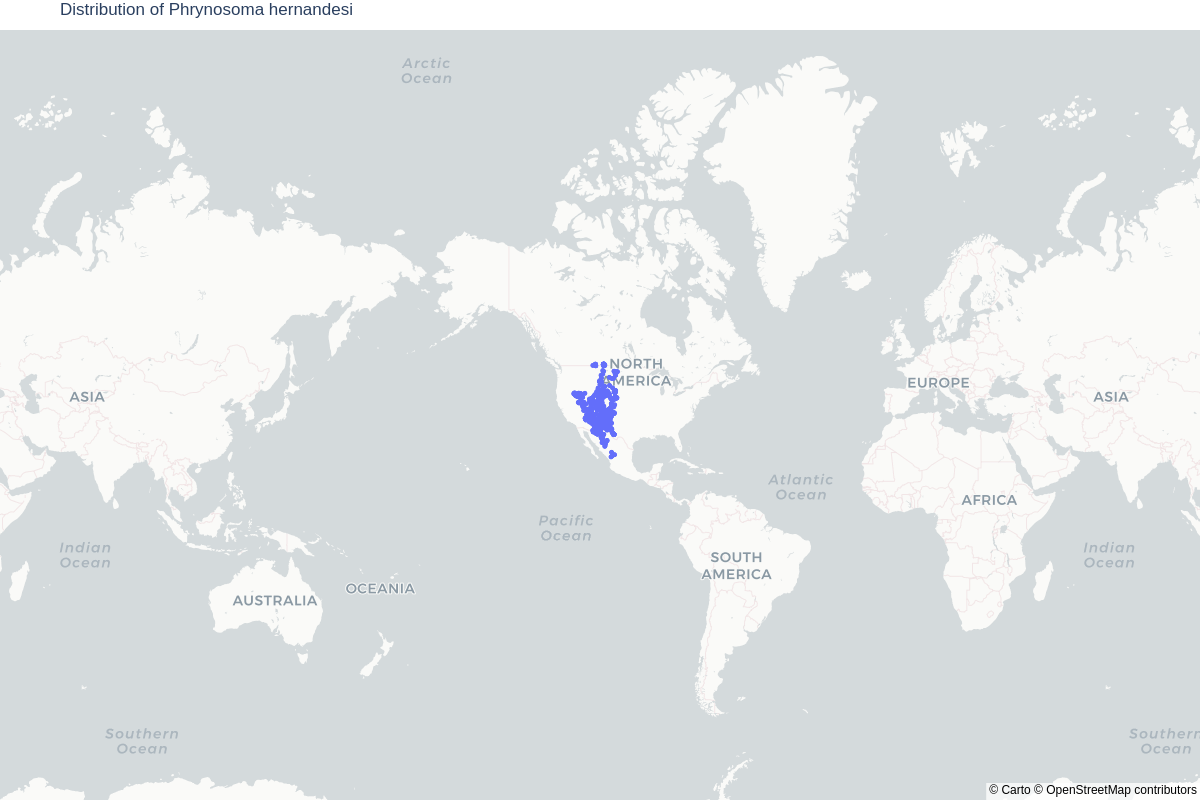 Distribution of Phrynosoma hernandesi
Arctic
Ocean
NORTH
AMERICA
ASIA
EUROPE
ASIA
Atlantic
Ocean
AFRICA
Pacific
Ocean
Indian
Ocean
Indian
Ocean
SOUTH
AMERICA
OCEANIA
AUSTRALIA
Southern
Ocean
Southern
Ocean
© Carto © OpenStreetMap contributors